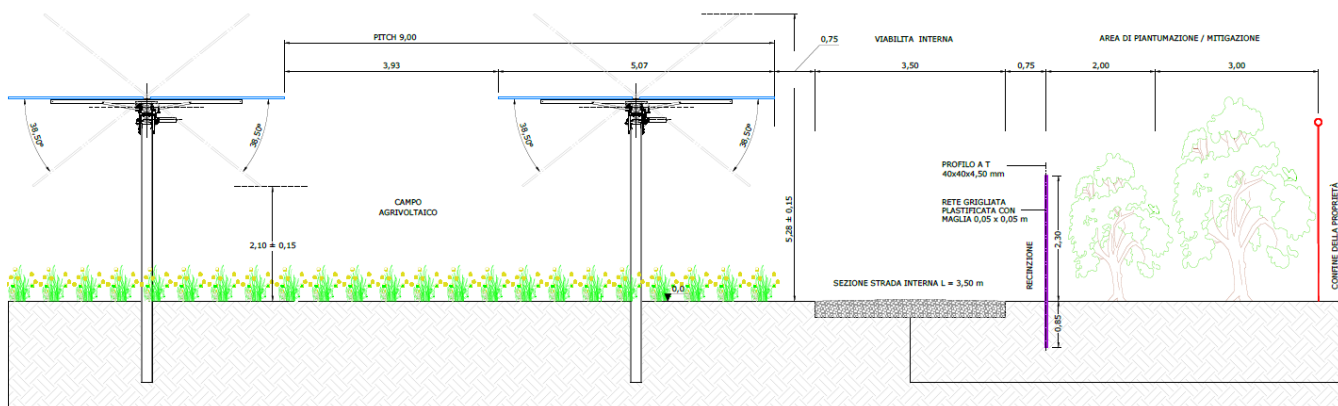 PITCH 9,00
0,75
VIABILITA INTERNA
AREA DI PIANTUMAZIONE / MITIGAZIONE
3,93
5,07
3,50
0,75
2,00
3,00
38,50°
38,50°
38,50°
38,50°
PROFILO A T
40x40x4,50 mm
CAMPO
AGRIVOLTAICO
RETE GRIGLIATA
PLASTIFICATA CON
MAGLIA 0,05 x 0,05 m
5,28 ± 0,15
2,30
2,10 ± 0,15
RECINZIONE
CONFINE DELLA PROPRIETÀ
0,0
SEZIONE STRADA INTERNA L = 3,50 m
0,85